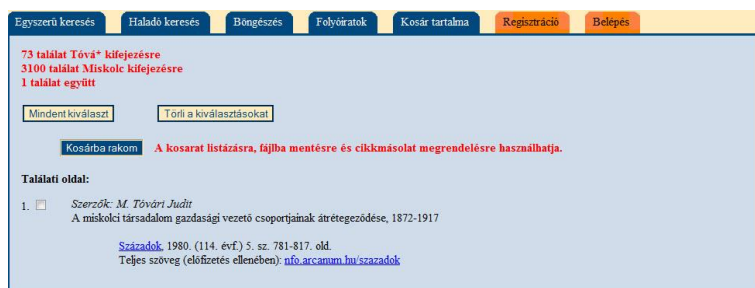 Egyszerű keresés Haladó keresés Böngészés Folyóiratok Kosár tartalma Regisztráció Belépés
73 találat Tóvá* kifejezésre
3100 találat Miskolc kifejezésre
1 találat együtt
Mindent kiválaszt Törli a kiválasztásokat
Kosárba rakom A kosarat listázásra, fájlba mentésre és cikkmásolat megrendelésre használhatja.
Találati oldal:
1. Szerzők: M. Tóvári Judit
A miskolci társadalom gazdasági vezető csoportjainak átrétegeződése, 1872-1917
Századok, 1980. (114. évf.) 5. sz. 781-817. old.
Teljes szöveg (előfizetés ellenében): nfo.arcanum.hu/szazadok